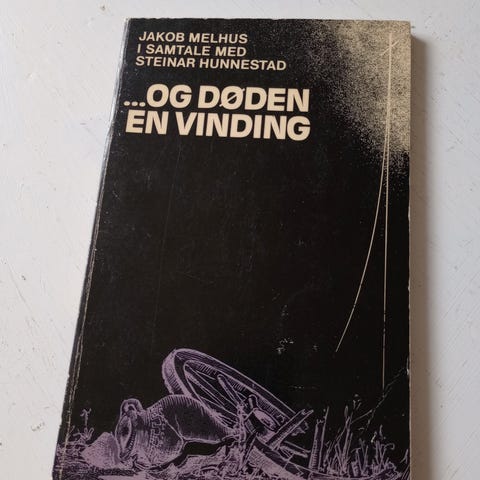 JAKOB MELHUS
I SAMTALE MED
STEINAR HUNNESTAD
...OG DØDEN
EN VINDING